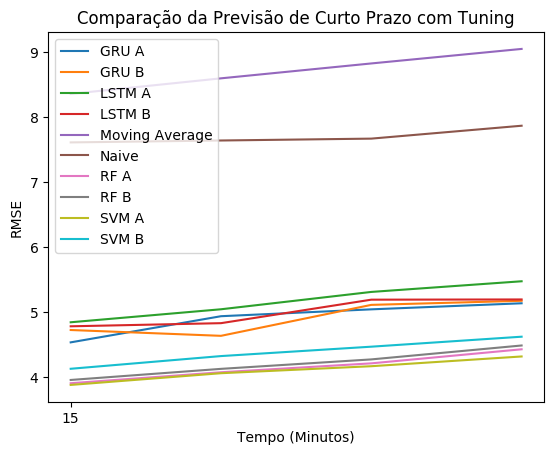 Comparação da Previsão de Curto Prazo com Tuning
GRU A
GRU B
LSTM A
LSTM B
Moving Average
Naive
RF A
RF B
SVM A
SVM B
9
8
7
6
5
4
RMSE
15
Tempo (Minutos)